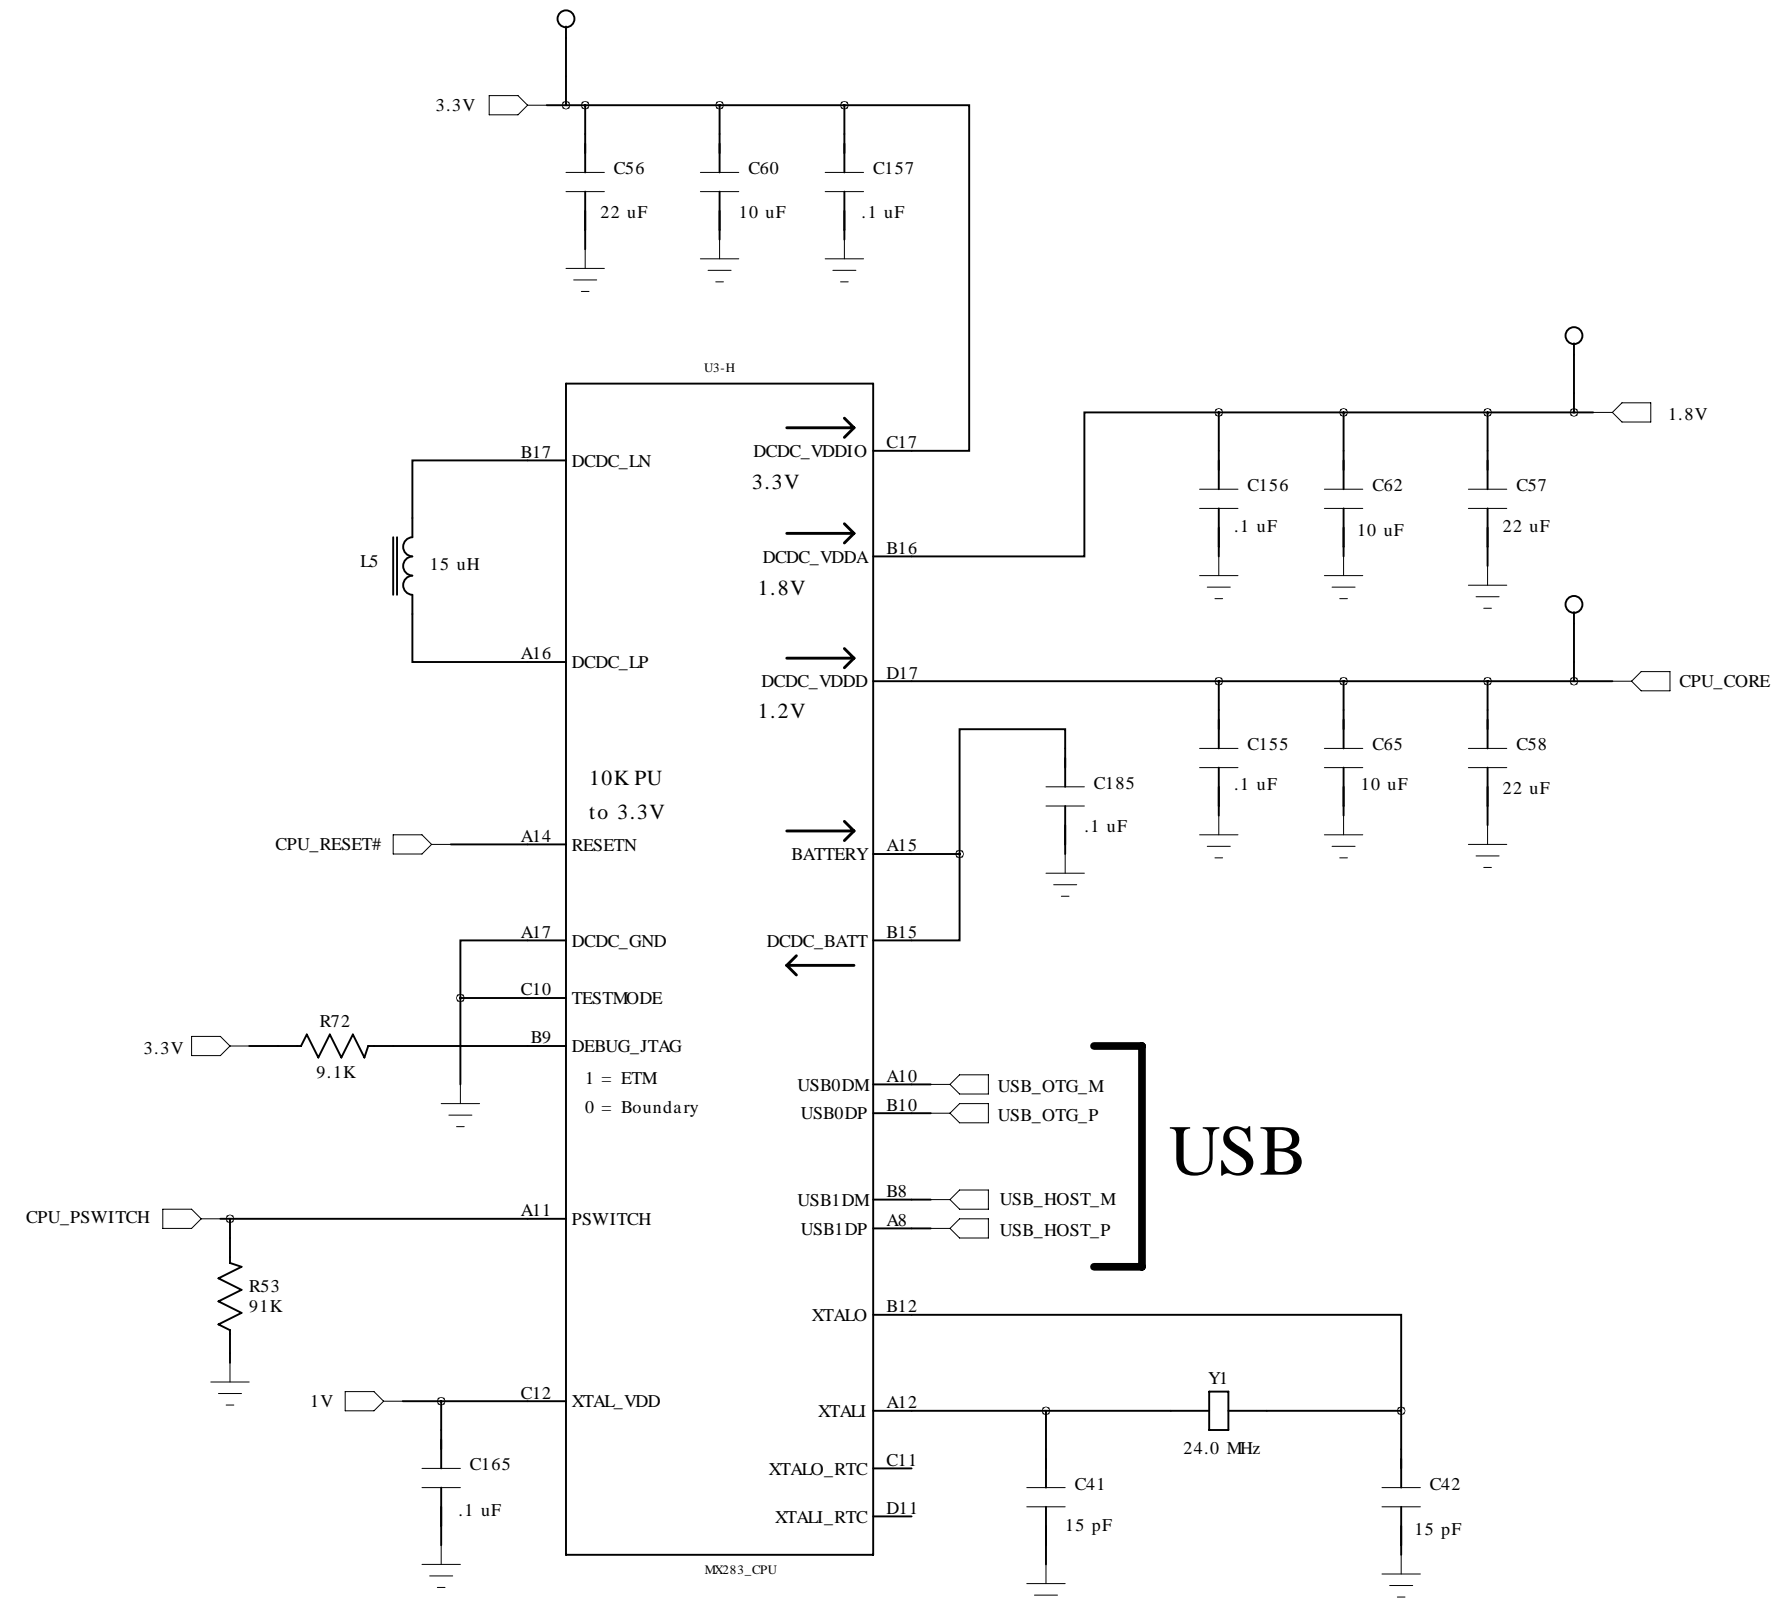 3.3V
C56
22 uF
C60
10 uF
C157
.1 uF
U3-H
B17
DCDC_LN
DCDC_VDDIO
C17
3.3V
1.8V
C156
.1 uF
C62
10 uF
C57
22 uF
L5
15 uH
DCDC_VDDA
B16
1.8V
A16
DCDC_LP
DCDC_VDDD
D17
1.2V
CPU_CORE
C155
.1 uF
C65
10 uF
C58
22 uF
10K PU
to 3.3V
C185
.1 uF
CPU_RESET#
A14
RESETN
BATTERY
A15
A17
DCDC_GND
DCDC_BATT
B15
C10
TESTMODE
3.3V
R72
9.1K
B9
DEBUG_JTAG
1 = ETM
0 = Boundary
USB0DM
A10
USB_OTG_M
USB0DP
B10
USB_OTG_P
USB
USB1DM
B8
USB_HOST_M
USB1DP
A8
USB_HOST_P
CPU_PSWITCH
A11
PSWITCH
R53
91K
XTALO
B12
1V
C12
XTAL_VDD
XTALI
A12
Y1
24.0 MHz
C165
.1 uF
XTALO_RTC
C11
XTALI_RTC
D11
C41
15 pF
C42
15 pF
MX283_CPU